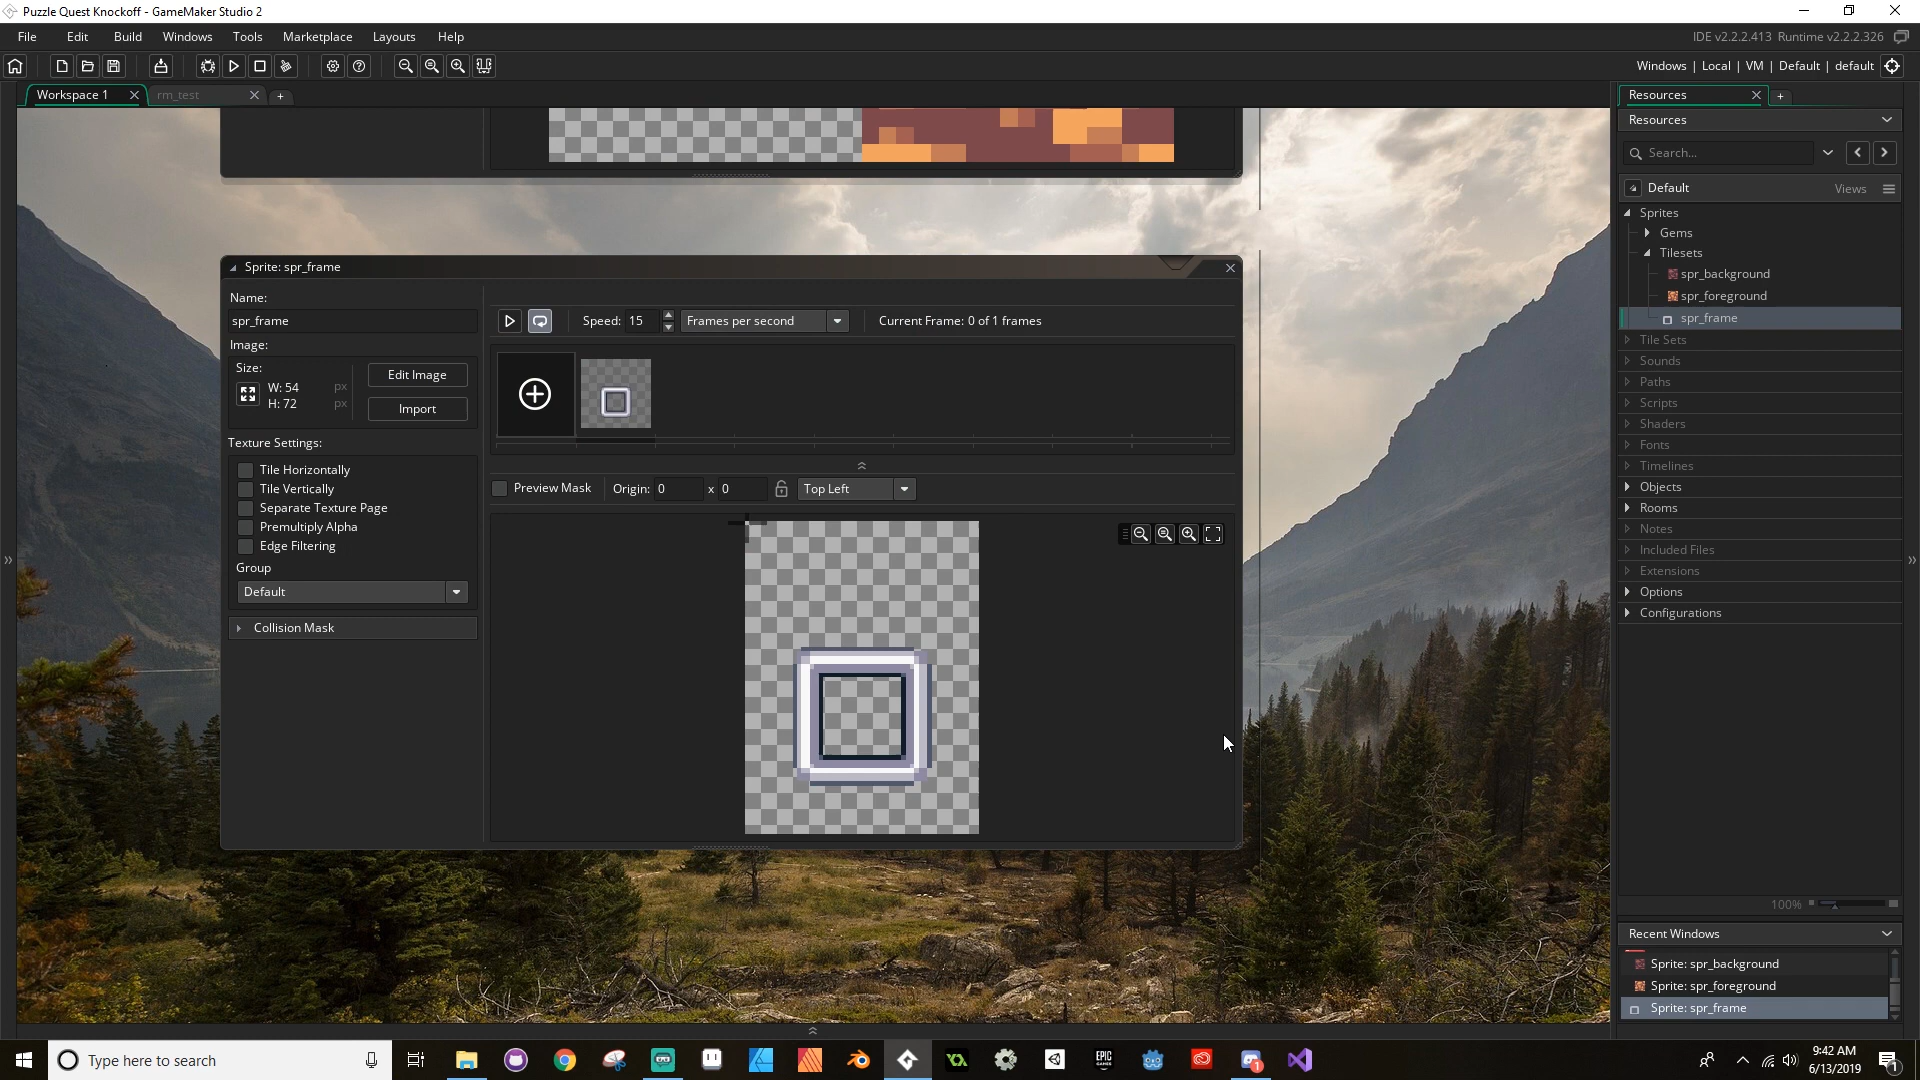 Puzzle Quest Knockoff - GameMaker Studio 2
File Edit Build Windows Tools Marketplace Layouts Help
IDE v2.2.2.413 Runtime v2.2.2.326
Windows | Local | VM | Default | default
Workspace 1
rm_test
Resources
Resources
Search...
Default
Views
Sprites
Gems
Tilesets
spr_background
spr_foreground
spr_frame
Tile Sets
Sounds
Paths
Scripts
Shaders
Fonts
Timelines
Objects
Rooms
Notes
Included Files
Extensions
Options
Configurations
100%
Recent Windows
Sprite: spr_background
Sprite: spr_foreground
Sprite: spr_frame
Sprite: spr_frame
Name:
spr_frame
Image:
Size:
W: 54 px
H: 72 px
Edit Image
Import
Texture Settings:
Tile Horizontally
Tile Vertically
Separate Texture Page
Premultiply Alpha
Edge Filtering
Group
Default
Collision Mask
Speed: 15 Frames per second
Current Frame: 0 of 1 frames
Preview Mask
Origin: 0 x 0
Top Left
Type here to search
EPIC GAMES
1
9:42 AM
6/13/2019
1